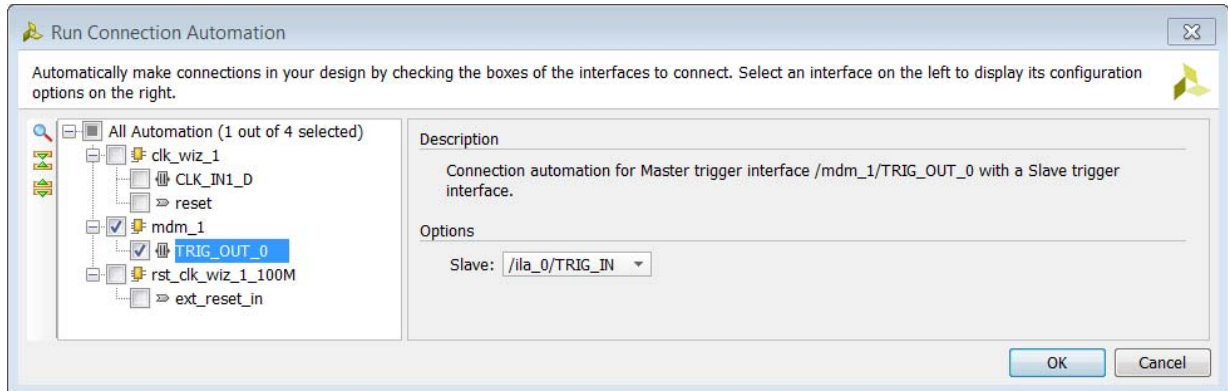 Run Connection Automation
Automatically make connections in your design by checking the boxes of the interfaces to connect. Select an interface on the left to display its configuration
options on the right.
All Automation (1 out of 4 selected)
clk_wiz_1
CLK_IN1_D
reset
mdm_1
TRIG_OUT_0
rst_clk_wiz_1_100M
ext_reset_in
Description
Connection automation for Master trigger interface /mdm_1/TRIG_OUT_0 with a Slave trigger
interface.
Options
Slave: /ila_0/TRIG_IN
OK Cancel